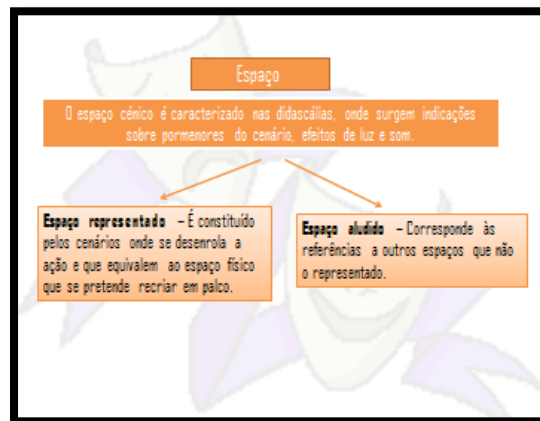 Espaço
O espaço cénico é caracterizado nas didascálias, onde surgem indicações
sobre pormenores do cenário, efeitos de luz e som.
Espaço representado – É constituído
pelos cenários onde se desenrola a
ação e que equivalem ao espaço físico
que se pretende recriar em palco.
Espaço aludido – Corresponde às
referências a outros espaços que não
o representado.